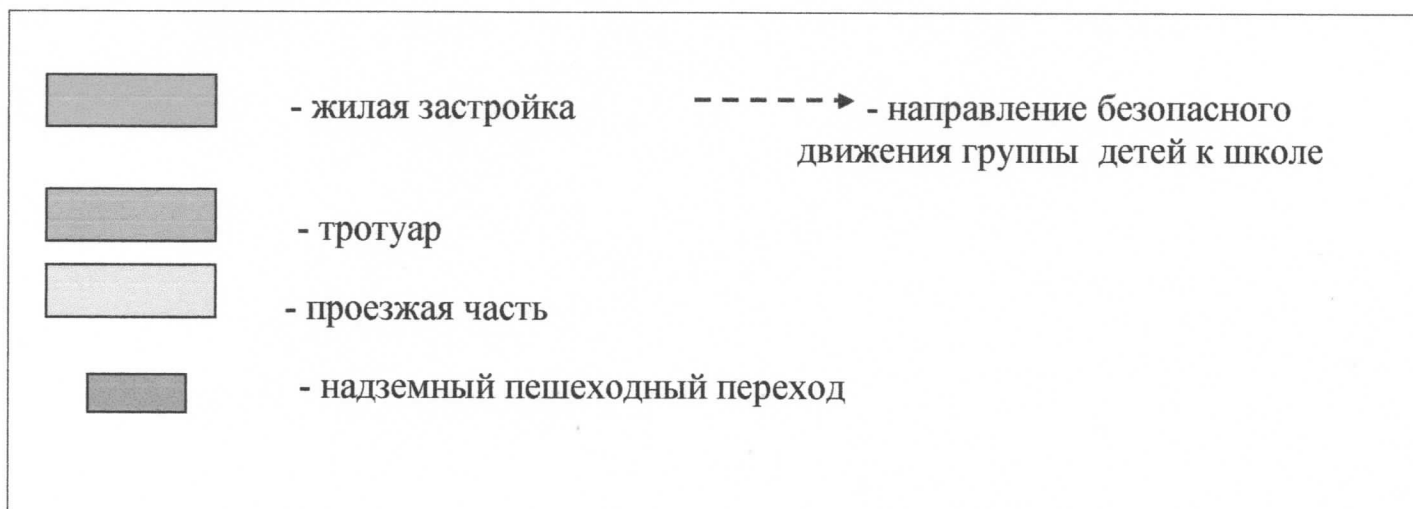 - жилая застройка
- направление безопасного
движения группы детей к школе
- тротуар
- проезжая часть
- надземный пешеходный переход